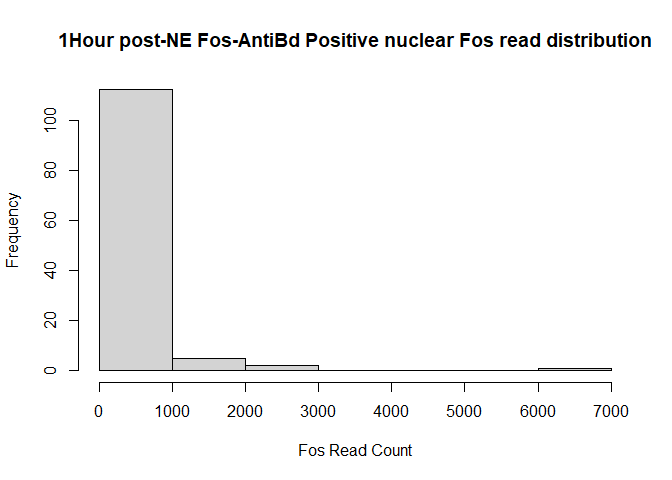 1Hour post-NE Fos-AntiBd Positive nuclear Fos read distribution
Frequency
100
80
60
40
20
0
0 1000 2000 3000 4000 5000 6000 7000
Fos Read Count